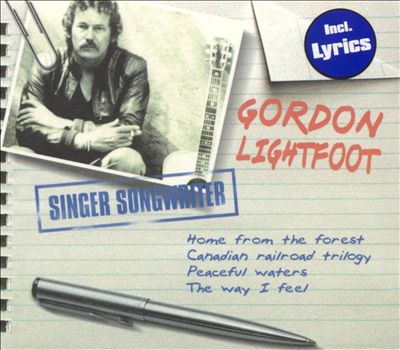 Incl.
Lyrics
GORDON
LIGHTFOOT
SINGER SONGWRITER
Home from the forest
Canadian railroad trilogy
Peaceful waters
The way I feel